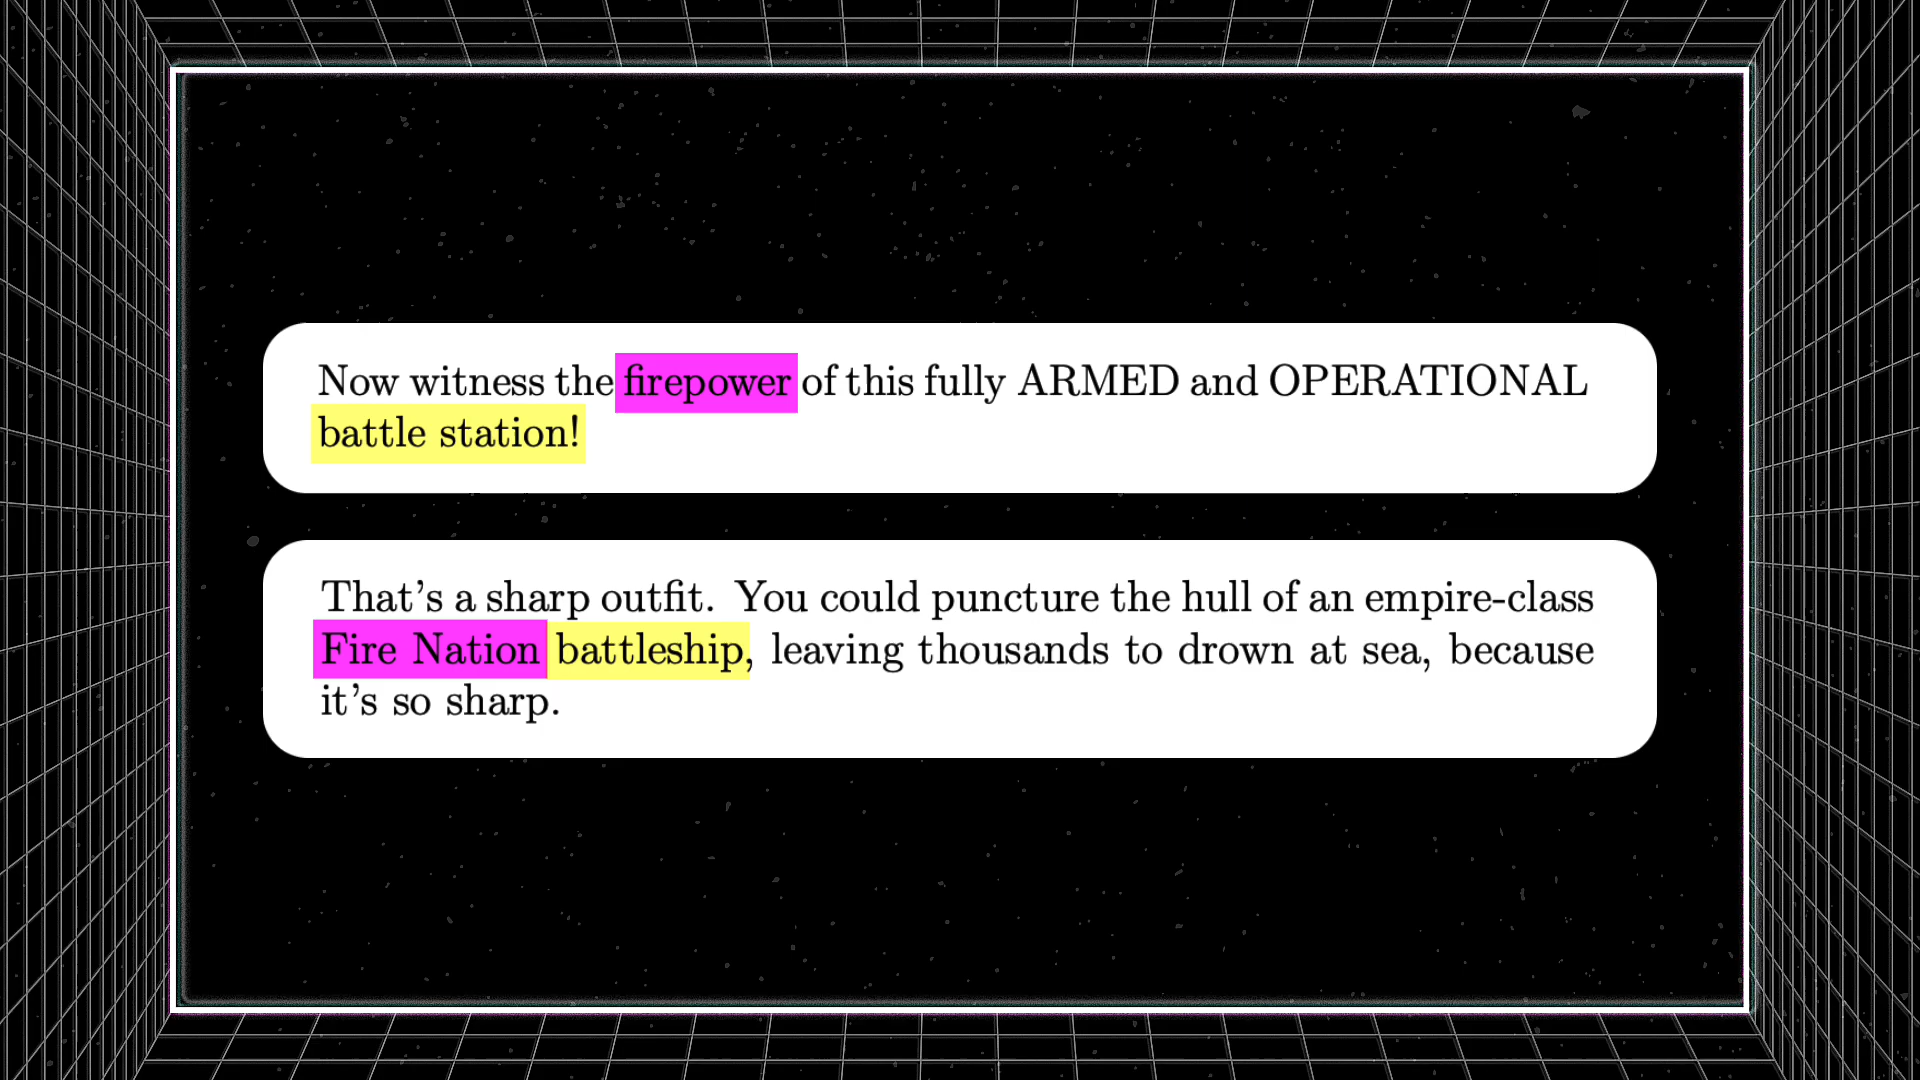 Now witness the firepower of this fully ARMED and OPERATIONAL
battle station!
That’s a sharp outfit. You could puncture the hull of an empire-class
Fire Nation battleship, leaving thousands to drown at sea, because
it’s so sharp.